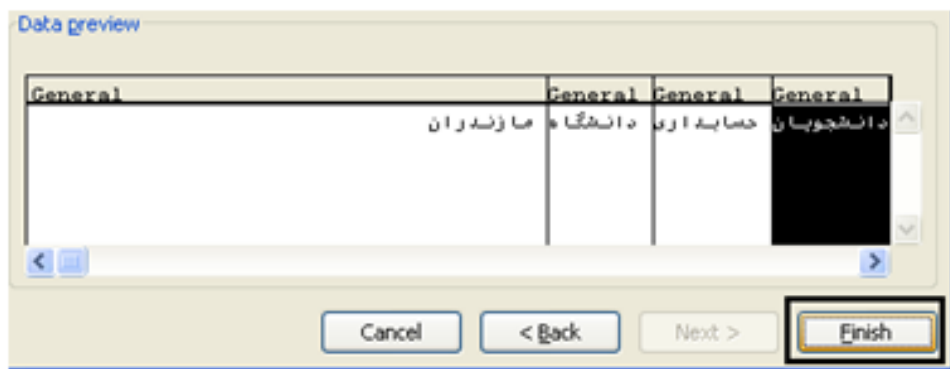 Data preview
General General General General
دانشجویان حسابداری دانشگاه مازندران
Cancel < Back Next > Finish